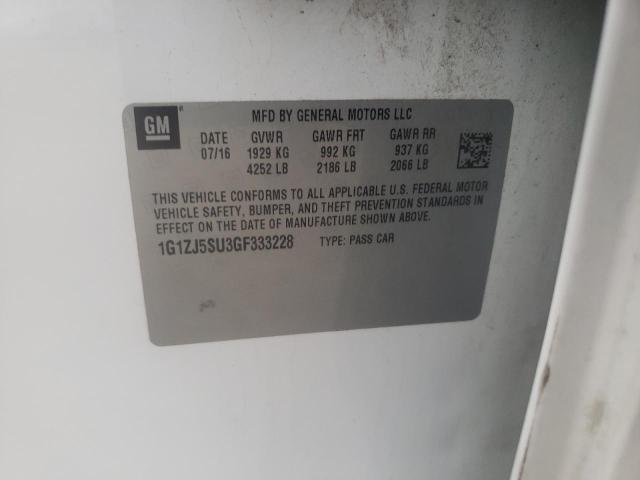 GM
MFD BY GENERAL MOTORS LLC
DATE GVWR GAWR FRT GAWR RR
07/16 1929 KG 992 KG 937 KG
4252 LB 2186 LB 2066 LB
THIS VEHICLE CONFORMS TO ALL APPLICABLE U.S. FEDERAL MOTOR
VEHICLE SAFETY, BUMPER, AND THEFT PREVENTION STANDARDS IN
EFFECT ON THE DATE OF MANUFACTURE SHOWN ABOVE.
1G1ZJ5SU3GF333228 TYPE: PASS CAR